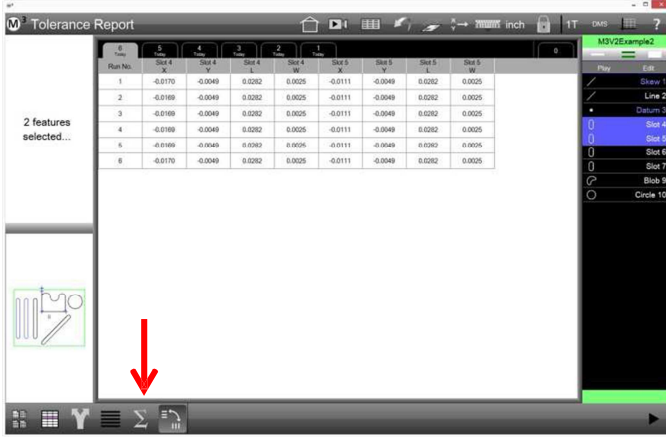 M3 Tolerance Report inch 1T DMS ?
M3V2Example2
6 5 4 3 2 1 0
Today Today Today Today Today Today
Play Edit
Run No. Slot 4 Slot 4 Slot 4 Slot 4 Slot 5 Slot 5 Slot 5 Slot 5
X Y L W X Y L W
1 -0.0170 -0.0049 0.0282 0.0025 -0.0111 -0.0049 0.0282 0.0025
2 -0.0169 -0.0049 0.0282 0.0025 -0.0111 -0.0049 0.0282 0.0025
3 -0.0169 -0.0049 0.0282 0.0025 -0.0111 -0.0049 0.0282 0.0025
4 -0.0169 -0.0049 0.0282 0.0025 -0.0111 -0.0049 0.0282 0.0025
5 -0.0169 -0.0049 0.0282 0.0025 -0.0111 -0.0049 0.0282 0.0025
6 -0.0170 -0.0049 0.0282 0.0025 -0.0111 -0.0049 0.0282 0.0025
2 features
selected...
Skew 1
Line 2
Datum 3
Slot 4
Slot 5
Slot 6
Slot 7
Blob 9
Circle 10
Σ